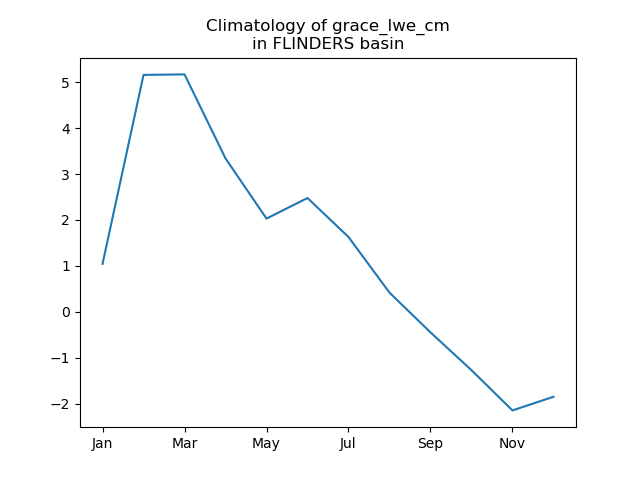 Climatology of grace_lwe_cm
in FLINDERS basin
5
4
3
2
1
0
−1
−2
Jan
Mar
May
Jul
Sep
Nov